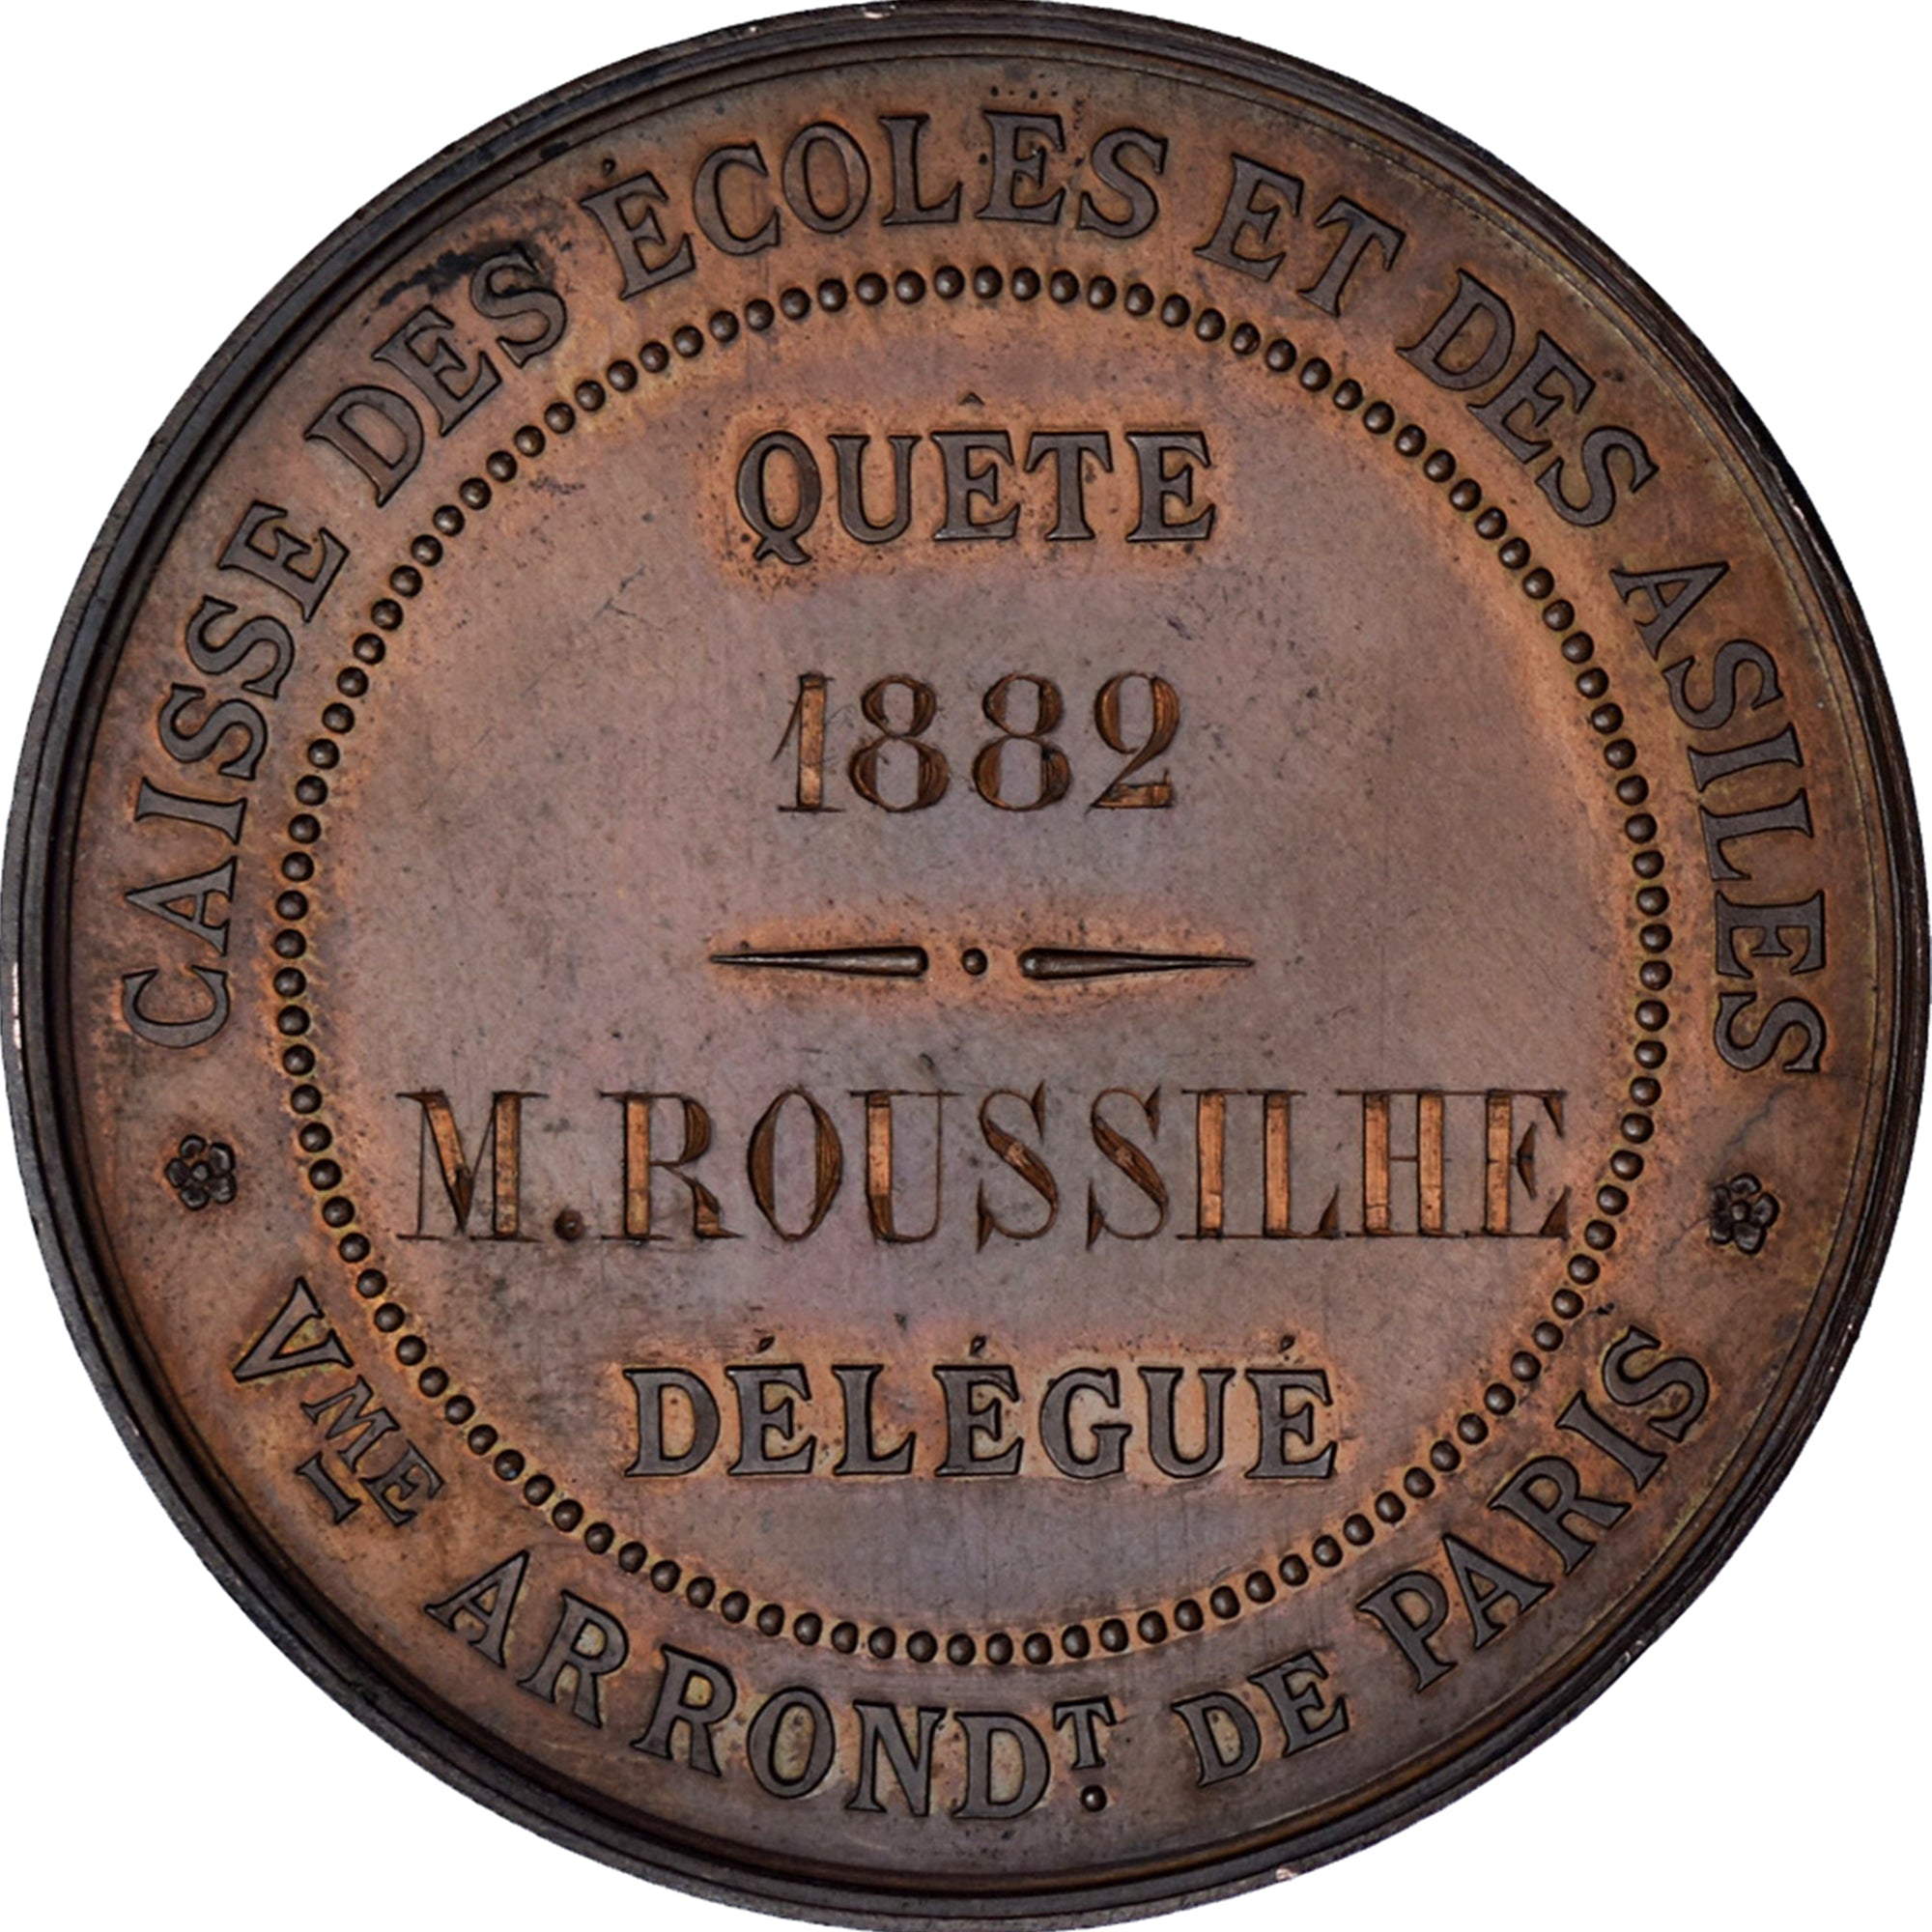 CAISSE DES ÉCOLES ET DES ASILES
QUÊTE
1882
M. ROUSSILHE
DÉLÉGUÉ
VME ARRONDT. DE PARIS